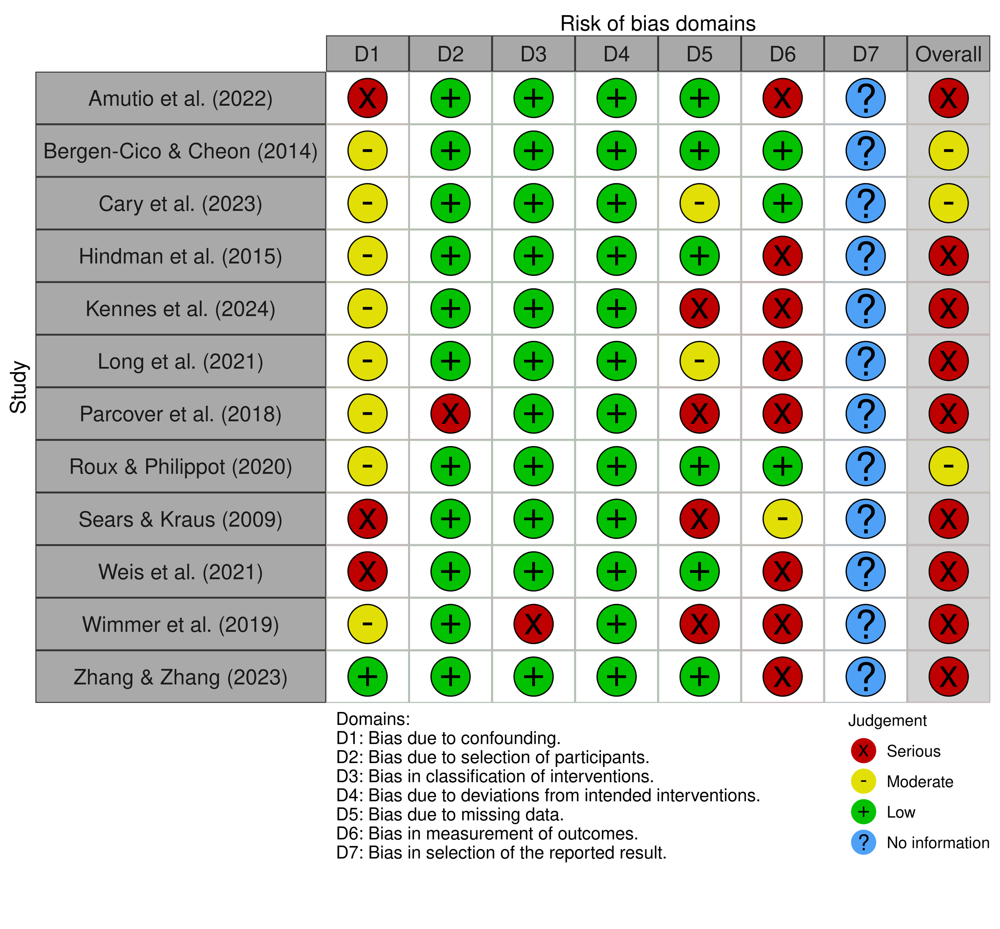 Risk of bias domains
D1 D2 D3 D4 D5 D6 D7 Overall
Study
Amutio et al. (2022) X + + + + X ? X
Bergen-Cico & Cheon (2014) - + + + + + ? -
Cary et al. (2023) - + + + - + ? -
Hindman et al. (2015) - + + + + X ? X
Kennes et al. (2024) - + + + X X ? X
Long et al. (2021) - + + + - X ? X
Parcover et al. (2018) - X + + X X ? X
Roux & Philippot (2020) - + + + + + ? -
Sears & Kraus (2009) X + + + X - ? X
Weis et al. (2021) X + + + + X ? X
Wimmer et al. (2019) - + X + X X ? X
Zhang & Zhang (2023) + + + + + X ? X
Domains:
D1: Bias due to confounding.
D2: Bias due to selection of participants.
D3: Bias in classification of interventions.
D4: Bias due to deviations from intended interventions.
D5: Bias due to missing data.
D6: Bias in measurement of outcomes.
D7: Bias in selection of the reported result.
Judgement
X Serious
- Moderate
+ Low
? No information